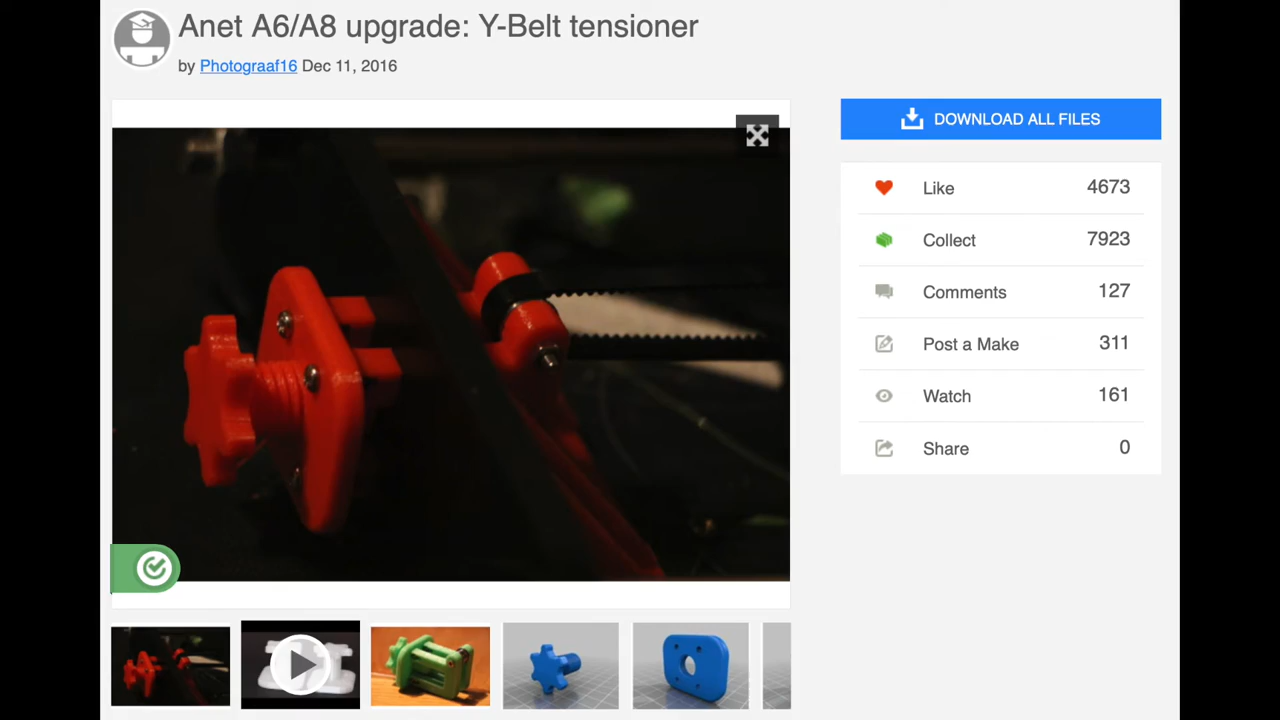 Anet A6/A8 upgrade: Y-Belt tensioner
by Photograaf16 Dec 11, 2016
DOWNLOAD ALL FILES
Like 4673
Collect 7923
Comments 127
Post a Make 311
Watch 161
Share 0